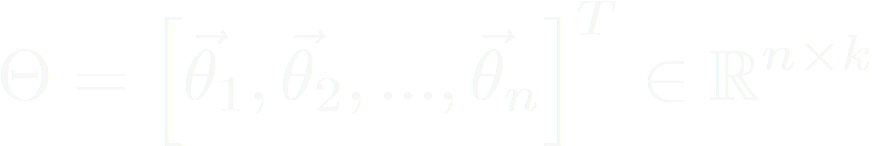 Θ = [θ⃗₁, θ⃗₂, ..., θ⃗ₙ]ᵀ ∈ ℝⁿˣᵏ